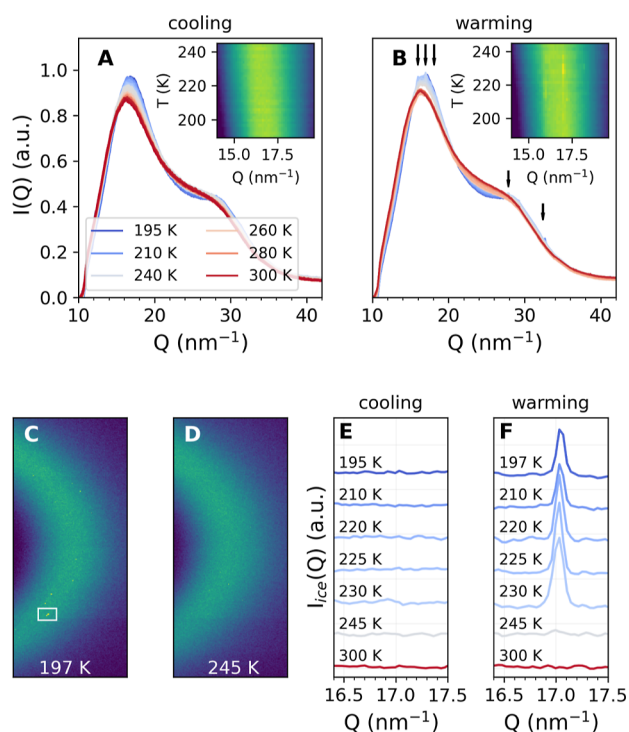 cooling
warming
A
B
I(Q) (a.u.)
1.0
0.8
0.6
0.4
0.2
0.0
T (K)
240
220
200
15.0 17.5
Q (nm⁻¹)
T (K)
240
220
200
15.0 17.5
Q (nm⁻¹)
195 K 260 K
210 K 280 K
240 K 300 K
10 20 30 40
Q (nm⁻¹)
10 20 30 40
Q (nm⁻¹)
C
197 K
D
245 K
cooling
E
I_ice(Q) (a.u.)
195 K
210 K
220 K
225 K
230 K
245 K
300 K
16.5 17.0 17.5
Q (nm⁻¹)
warming
F
197 K
210 K
220 K
225 K
230 K
245 K
300 K
16.5 17.0 17.5
Q (nm⁻¹)